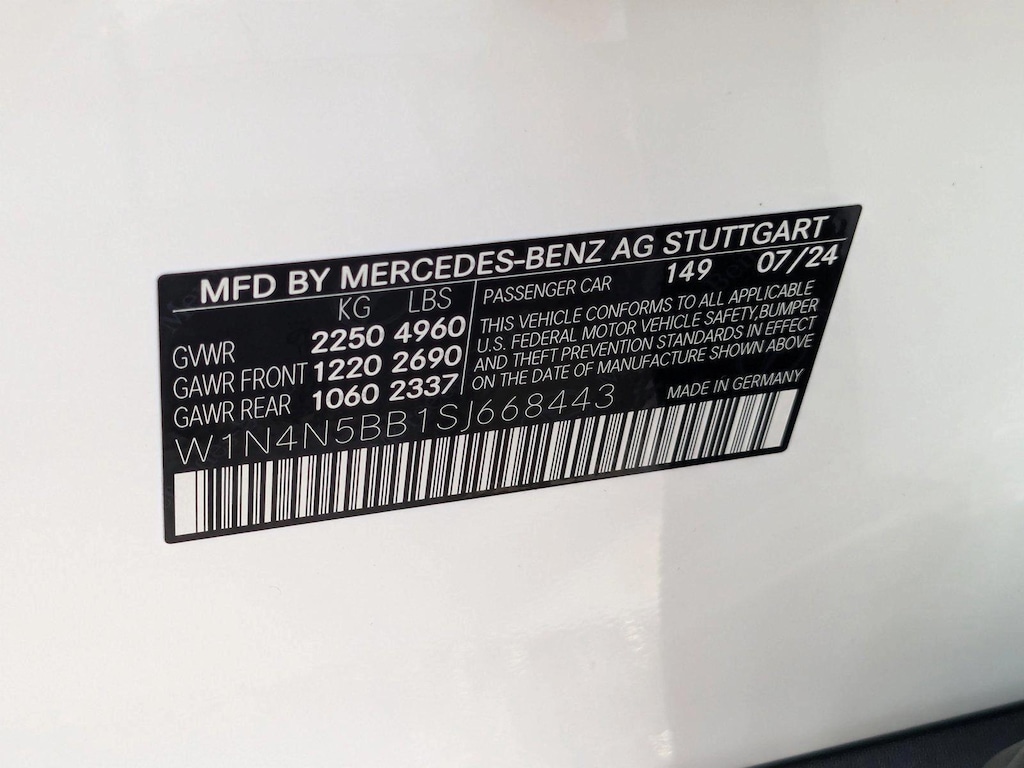 MFD BY MERCEDES-BENZ AG STUTTGART
KG LBS
GVWR 2250 4960
GAWR FRONT 1220 2690
GAWR REAR 1060 2337
PASSENGER CAR 149 07/24
THIS VEHICLE CONFORMS TO ALL APPLICABLE
U.S. FEDERAL MOTOR VEHICLE SAFETY, BUMPER
AND THEFT PREVENTION STANDARDS IN EFFECT
ON THE DATE OF MANUFACTURE SHOWN ABOVE
MADE IN GERMANY
W1N4N5BB1SJ668443